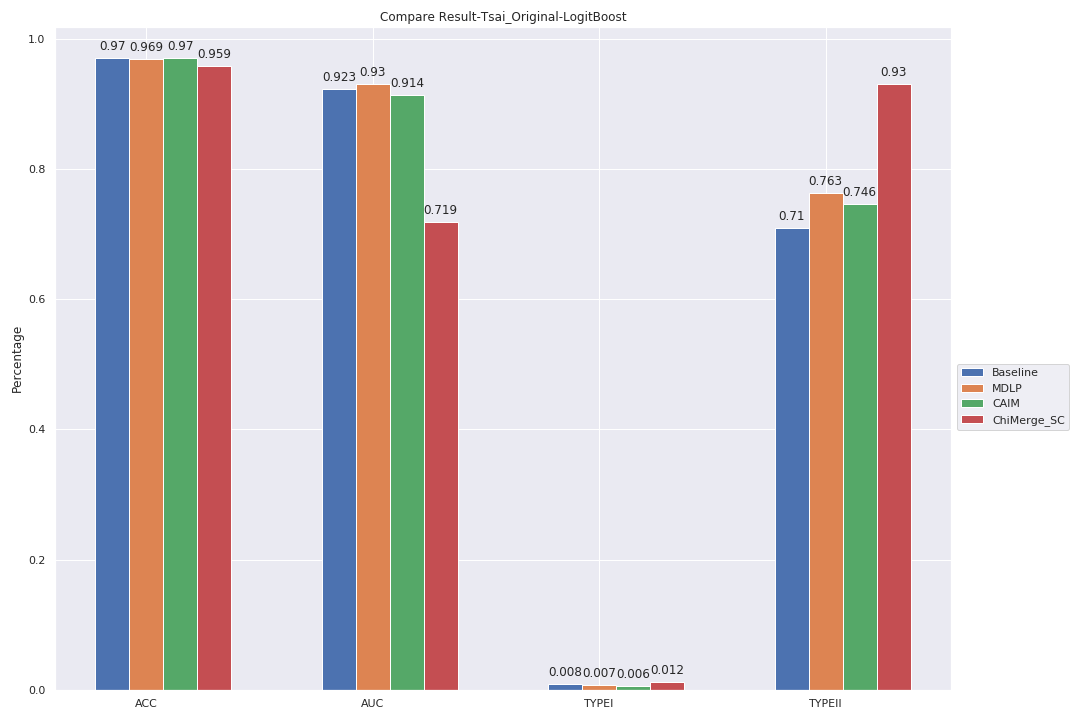 Compare Result-Tsai_Original-LogitBoost
Percentage
1.0
0.8
0.6
0.4
0.2
0.0
0.97 0.969 0.97 0.959
0.923 0.93 0.914 0.719
0.008 0.007 0.006 0.012
0.71 0.763 0.746 0.93
ACC AUC TYPEI TYPEII
Baseline
MDLP
CAIM
ChiMerge_SC